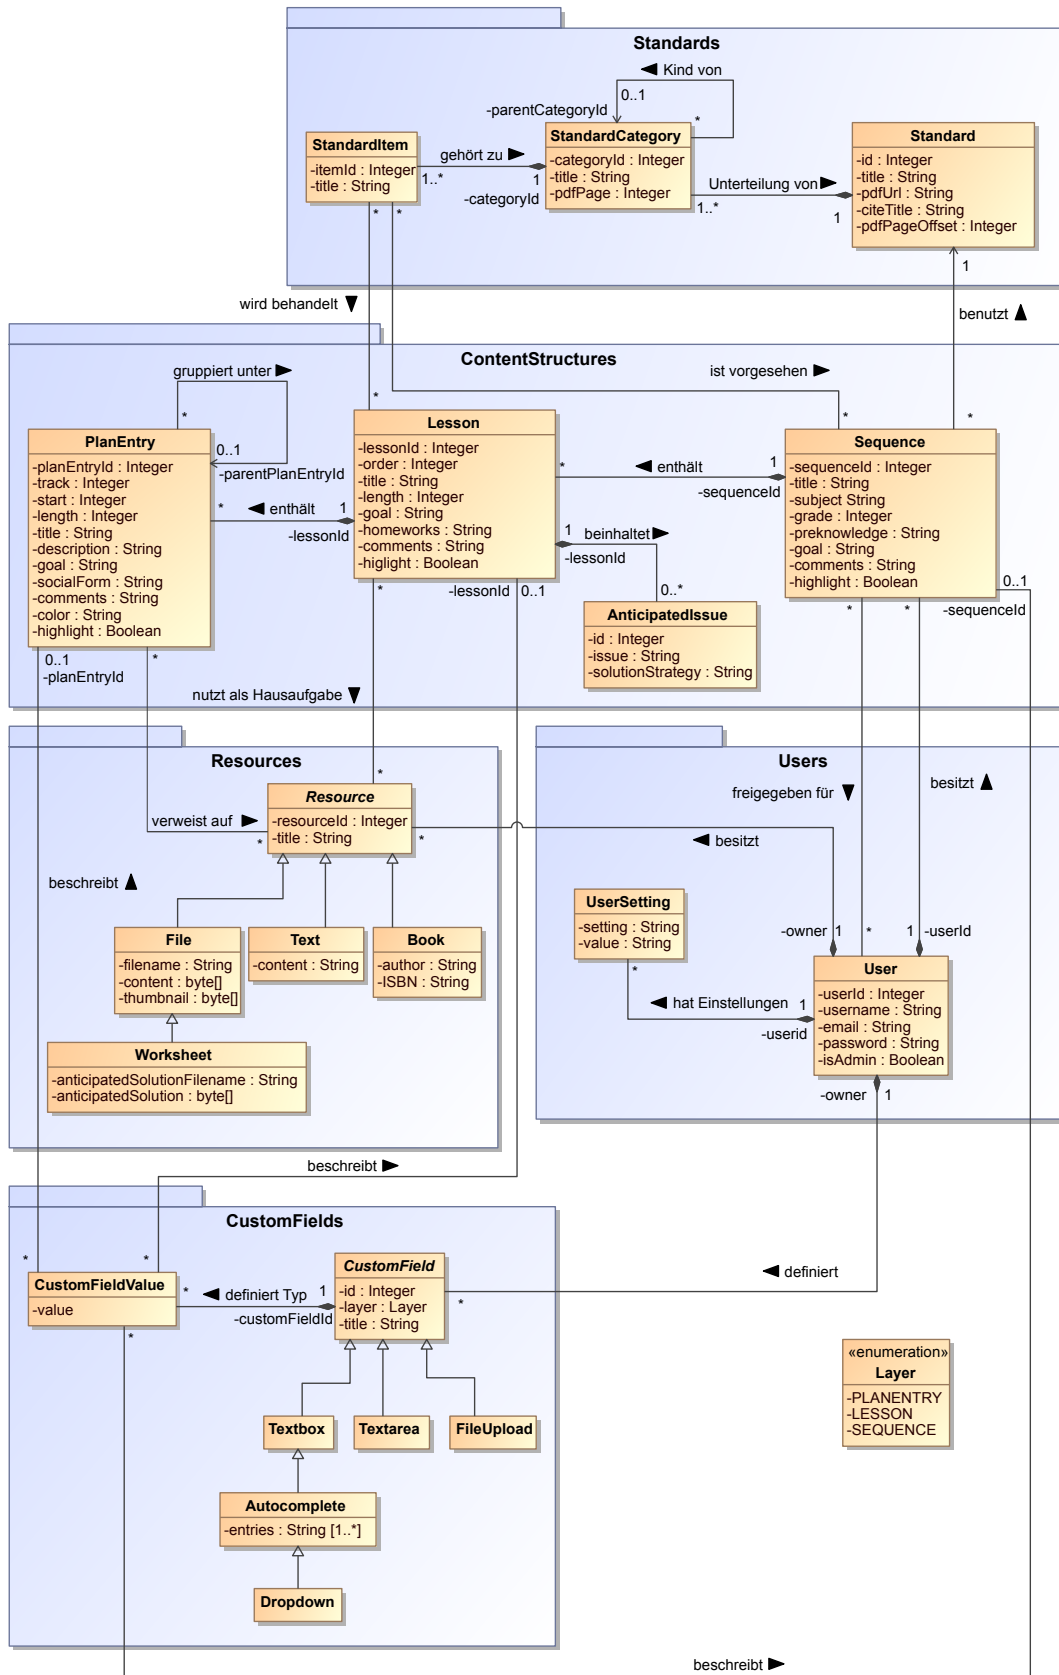 Standards
Kind von
0..1
-parentCategoryId
*
StandardItem
-itemId : Integer
-title : String
gehört zu
1..*
1
-categoryId
StandardCategory
-categoryId : Integer
-title : String
-pdfPage : Integer
Unterteilung von
1..*
1
Standard
-id : Integer
-title : String
-pdfUrl : String
-citeTitle : String
-pdfPageOffset : Integer
*
*
1
wird behandelt
benutzt
ContentStructures
gruppiert unter
*
0..1
-parentPlanEntryId
ist vorgesehen
*
*
*
PlanEntry
-planEntryId : Integer
-track : Integer
-start : Integer
-length : Integer
-title : String
-description : String
-goal : String
-socialForm : String
-comments : String
-color : String
-highlight : Boolean
*
enthält
1
-lessonId
Lesson
-lessonId : Integer
-order : Integer
-title : String
-length : Integer
-goal : String
-homeworks : String
-comments : String
-higlight : Boolean
*
enthält
1
-sequenceId
Sequence
-sequenceId : Integer
-title : String
-subject String
-grade : Integer
-preknowledge : String
-goal : String
-comments : String
-highlight : Boolean
1
beinhaltet
-lessonId
0..*
AnticipatedIssue
-id : Integer
-issue : String
-solutionStrategy : String
*
-lessonId
0..1
*
*
0..1
-sequenceId
0..1
-planEntryId
*
nutzt als Hausaufgabe
Resources
*
Resource
-resourceId : Integer
-title : String
verweist auf
*
*
besitzt
beschreibt
File
-filename : String
-content : byte[]
-thumbnail : byte[]
Text
-content : String
Book
-author : String
-ISBN : String
Worksheet
-anticipatedSolutionFilename : String
-anticipatedSolution : byte[]
Users
freigegeben für
besitzt
UserSetting
-setting : String
-value : String
*
hat Einstellungen
1
-userid
-owner
1
*
1
-userId
User
-userId : Integer
-username : String
-email : String
-password : String
-isAdmin : Boolean
-owner
1
beschreibt
CustomFields
*
*
CustomFieldValue
-value
*
*
definiert Typ
1
-customFieldId
CustomField
-id : Integer
-layer : Layer
-title : String
*
definiert
Textbox
Textarea
FileUpload
Autocomplete
-entries : String [1..*]
Dropdown
«enumeration»
Layer
-PLANENTRY
-LESSON
-SEQUENCE
beschreibt